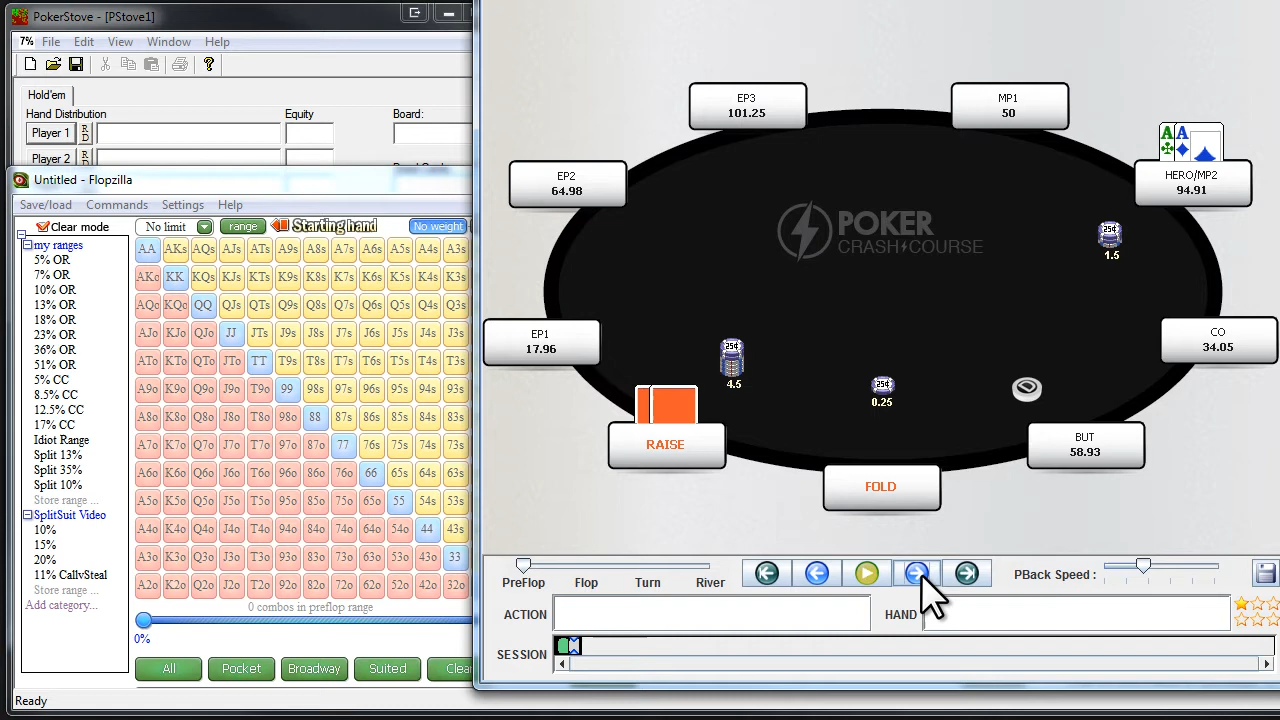 PokerStove - [PStove1]
7% File Edit View Window Help
Hold'em
Hand Distribution Equity Board:
Player 1 R D
Player 2 R D
Untitled - Flopzilla
Save/load Commands Settings Help
Clear mode No limit range Starting hand No weight
my ranges
5% OR
7% OR
10% OR
13% OR
18% OR
23% OR
36% OR
51% OR
5% CC
8.5% CC
12.5% CC
17% CC
Idiot Range
Split 13%
Split 35%
Split 10%
Store range ...
SplitSuit Video
10%
15%
20%
11% CallvSteal
Add category...
AA AKs AQs AJs ATs A9s A8s A7s A6s A5s A4s A3s
AKo KK KQs KJs KTs K9s K8s K7s K6s K5s K4s K3s
AQo KQo QQ QJs QTs Q9s Q8s Q7s Q6s Q5s Q4s Q3s
AJo KJo QJo JJ JTs J9s J8s J7s J6s J5s J4s J3s
ATo KTo QTo JTo TT T9s T8s T7s T6s T5s T4s T3s
A9o K9o Q9o J9o T9o 99 98s 97s 96s 95s 94s 93s
A8o K8o Q8o J8o T8o 98o 88 87s 86s 85s 84s 83s
A7o K7o Q7o J7o T7o 97o 87o 77 76s 75s 74s 73s
A6o K6o Q6o J6o T6o 96o 86o 76o 66 65s 64s 63s
A5o K5o Q5o J5o T5o 95o 85o 75o 65o 55 54s 53s
A4o K4o Q4o J4o T4o 94o 84o 74o 64o 54o 44 43s
A3o K3o Q3o J3o T3o 93o 83o 73o 63o 53o 43o 33
A2o K2o Q2o J2o T2o 92o 82o 72o 62o 52o 42o 32o
0 combos in preflop range
0%
All Pocket Broadway Suited Clea
Ready
EP3
101.25
MP1
50
EP2
64.98
A A
HERO/MP2
94.91
POKER
CRASH COURSE
25¢
1.5
EP1
17.96
CO
34.05
25¢
4.5
25¢
0.25
D
RAISE
BUT
58.93
FOLD
PreFlop Flop Turn River
PBack Speed :
ACTION HAND
SESSION